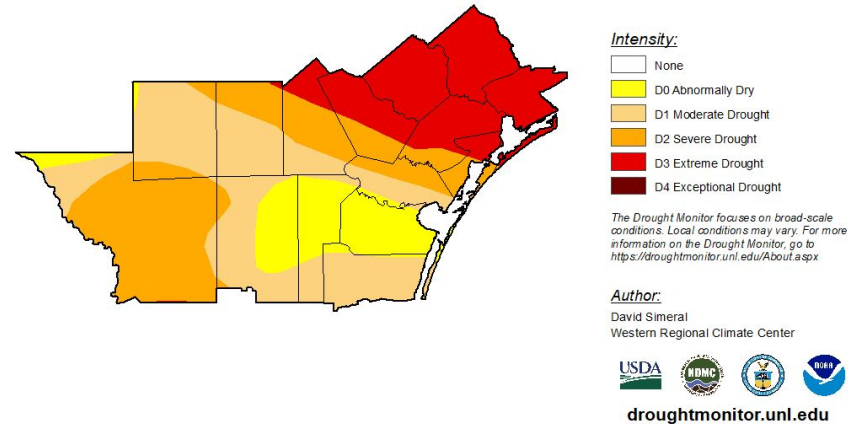 Intensity:
None
D0 Abnormally Dry
D1 Moderate Drought
D2 Severe Drought
D3 Extreme Drought
D4 Exceptional Drought
The Drought Monitor focuses on broad-scale
conditions. Local conditions may vary. For more
information on the Drought Monitor, go to
https://droughtmonitor.unl.edu/About.aspx
Author:
David Simeral
Western Regional Climate Center
USDA
NDMC
NOAA
droughtmonitor.unl.edu